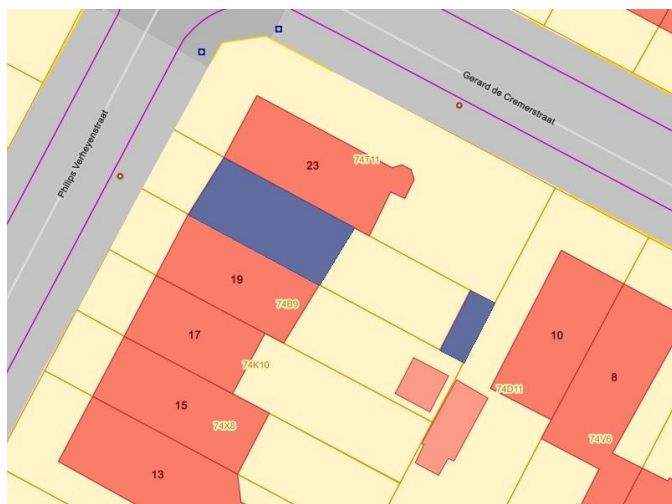 Gerard de Cremerstraat
Philips Verheyenstraat
74T11
23
19
74B9
10
17
8
74K10
74D11
15
74X8
74V6
13